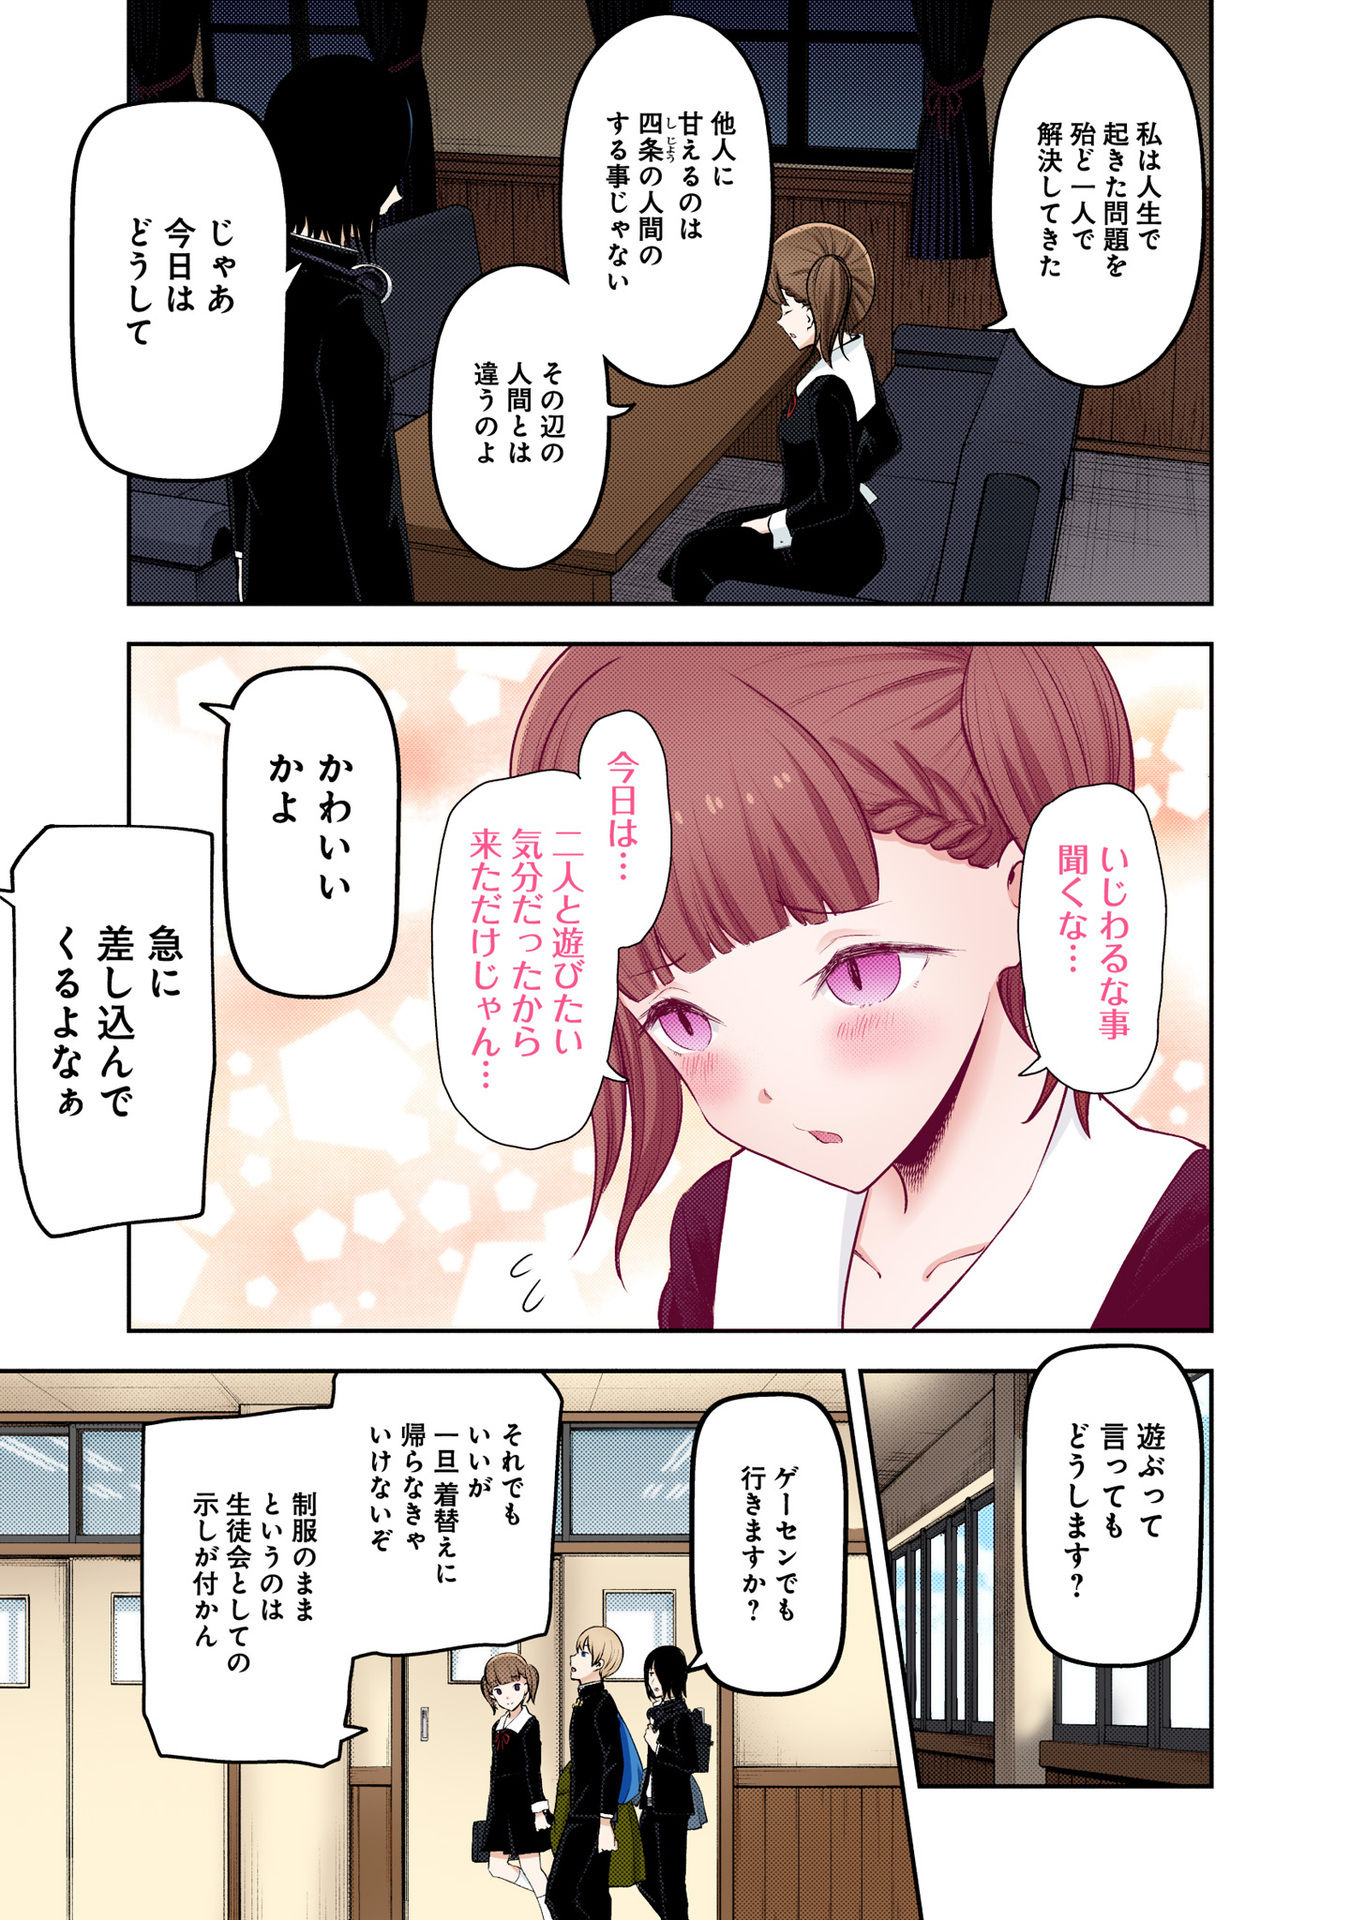 私は人生で
起きた問題を
殆ど一人で
解決してきた
他人に
甘えるのは
四条の人間の
する事じゃない
しじょう
その辺の
人間とは
違うのよ
じゃあ
今日は
どうして
いじわるな事
聞くな…
今日は…
二人と遊びたい
気分だったから
来ただけじゃん…
かわいい
かよ
急に
差し込んで
くるよなぁ
遊ぶって
言っても
どうします?
ゲーセンでも
行きますか?
それでも
いいが
一旦着替えに
帰らなきゃ
いけないぞ
制服のまま
というのは
生徒会としての
示しが付かん